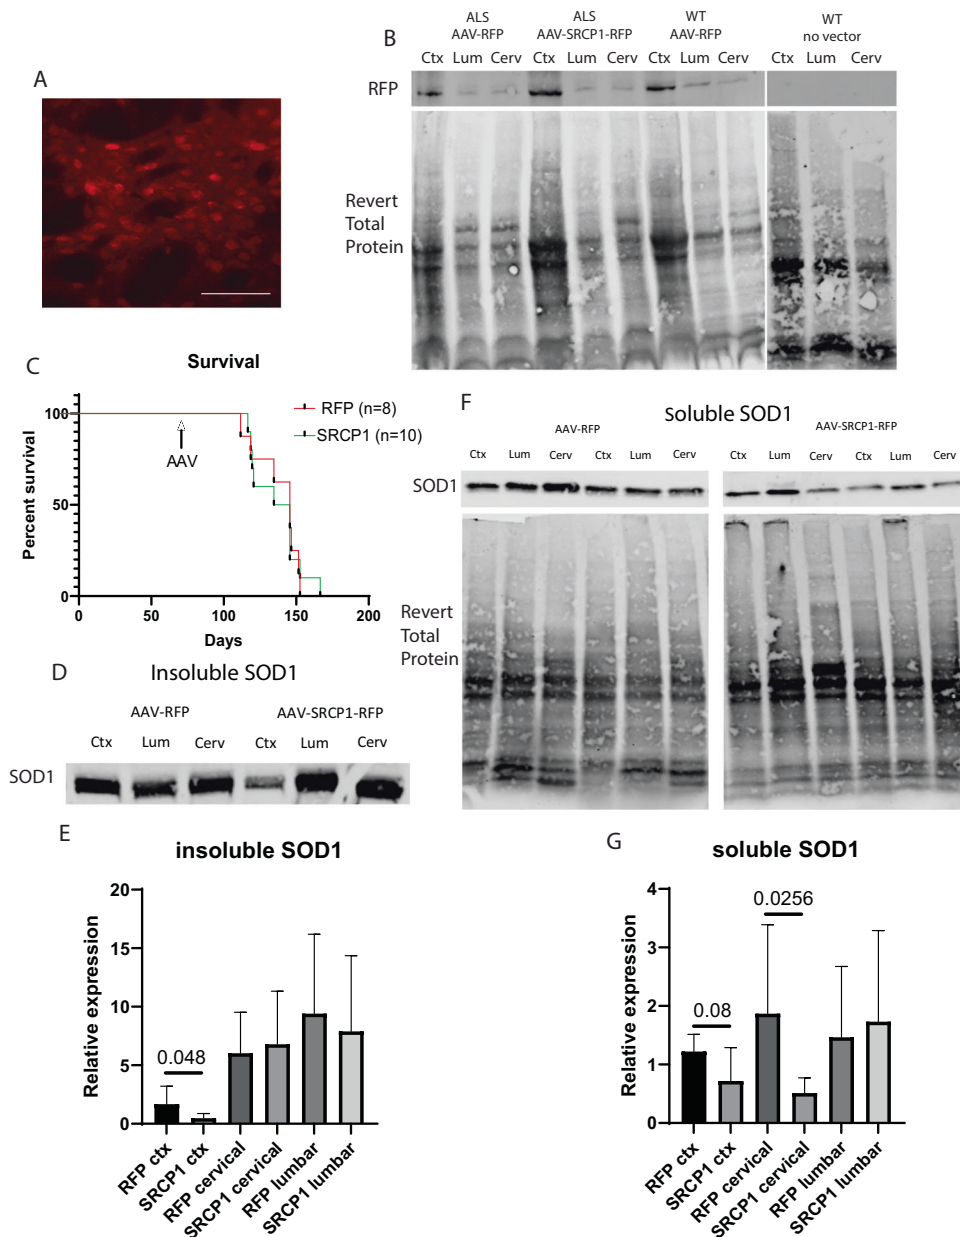 A
B
ALS
AAV-RFP
ALS
AAV-SRCP1-RFP
WT
AAV-RFP
WT
no vector
Ctx Lum Cerv Ctx Lum Cerv Ctx Lum Cerv Ctx Lum Cerv
RFP
Revert
Total
Protein
C
Survival
RFP (n=8)
SRCP1 (n=10)
AAV
Percent survival
100
50
0
0 50 100 150 200
Days
D
Insoluble SOD1
AAV-RFP AAV-SRCP1-RFP
Ctx Lum Cerv Ctx Lum Cerv
SOD1
E
insoluble SOD1
Relative expression
20
15
10
5
0
0.048
RFP ctx
SRCP1 ctx
RFP cervical
SRCP1 cervical
RFP lumbar
SRCP1 lumbar
F
Soluble SOD1
AAV-RFP AAV-SRCP1-RFP
Ctx Lum Cerv Ctx Lum Cerv Ctx Lum Cerv Ctx Lum Cerv
SOD1
Revert
Total
Protein
G
soluble SOD1
Relative expression
4
3
2
1
0
0.08
0.0256
RFP ctx
SRCP1 ctx
RFP cervical
SRCP1 cervical
RFP lumbar
SRCP1 lumbar